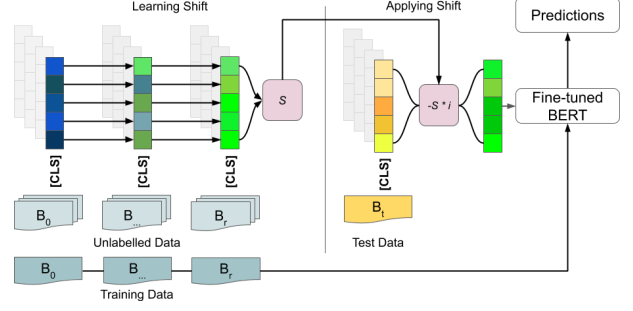 Learning Shift
Applying Shift
Predictions
S
-S * i
Fine-tuned
BERT
[CLS]
[CLS]
[CLS]
[CLS]
B0
B...
Br
Bt
Unlabelled Data
Test Data
B0
B...
Br
Training Data